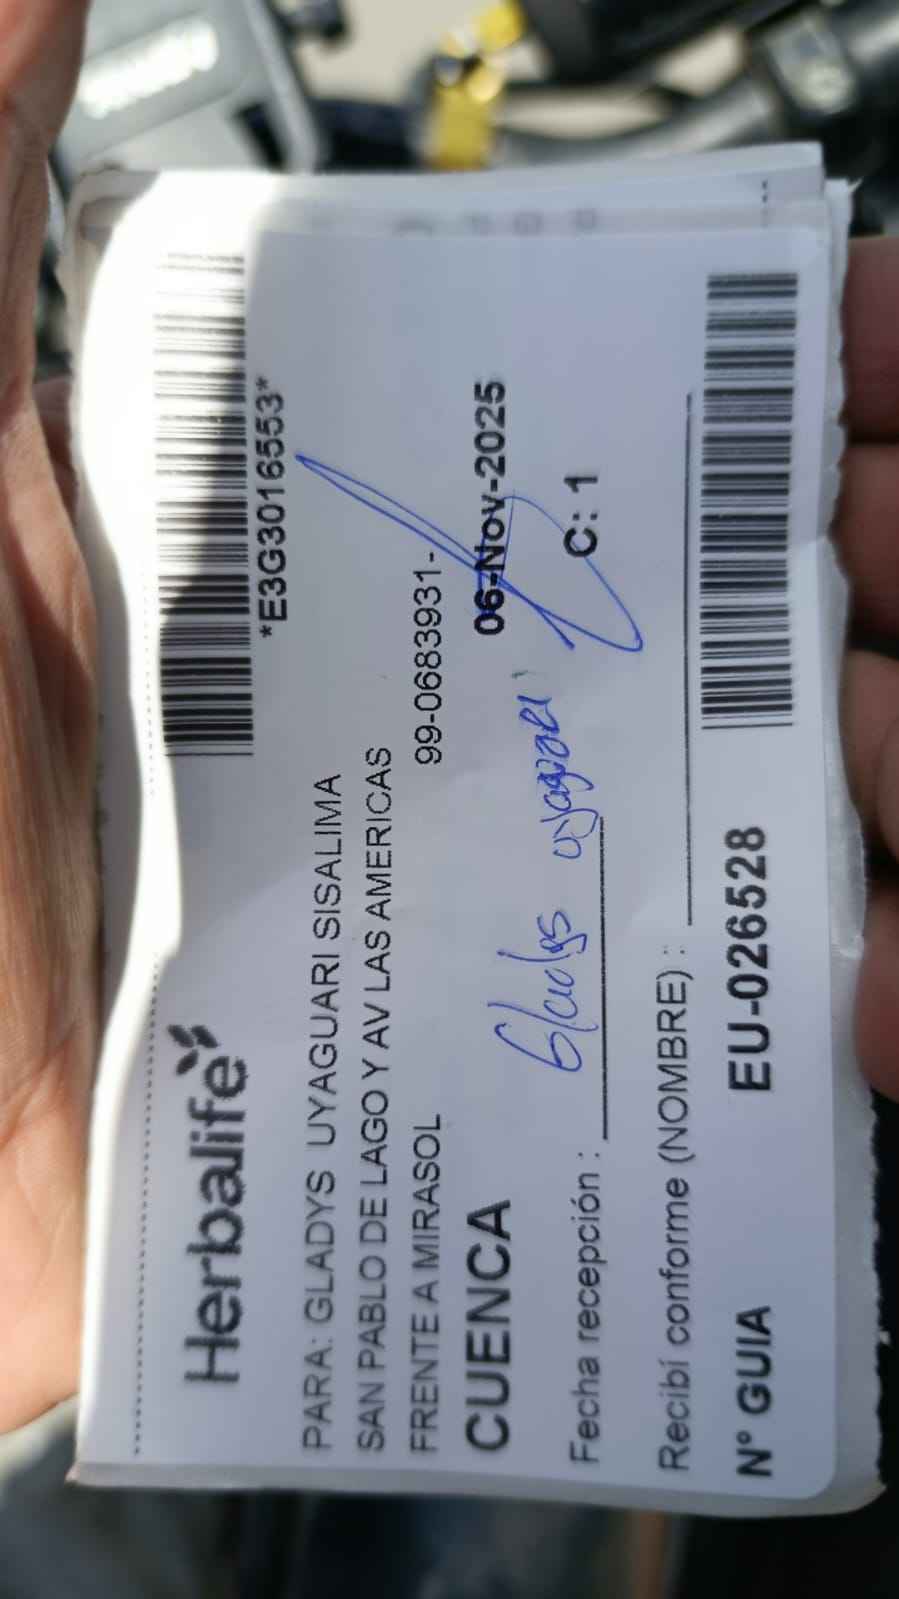 Herbalife
*E3G3016553*
PARA: GLADYS UYAGUARI SISALIMA
SAN PABLO DE LAGO Y AV LAS AMERICAS
FRENTE A MIRASOL 99-0683931-
CUENCA 06-Nov-2025
Gladys uyaguari
Fecha recepción : C: 1
Recibí conforme (NOMBRE) :
N° GUIA EU-026528